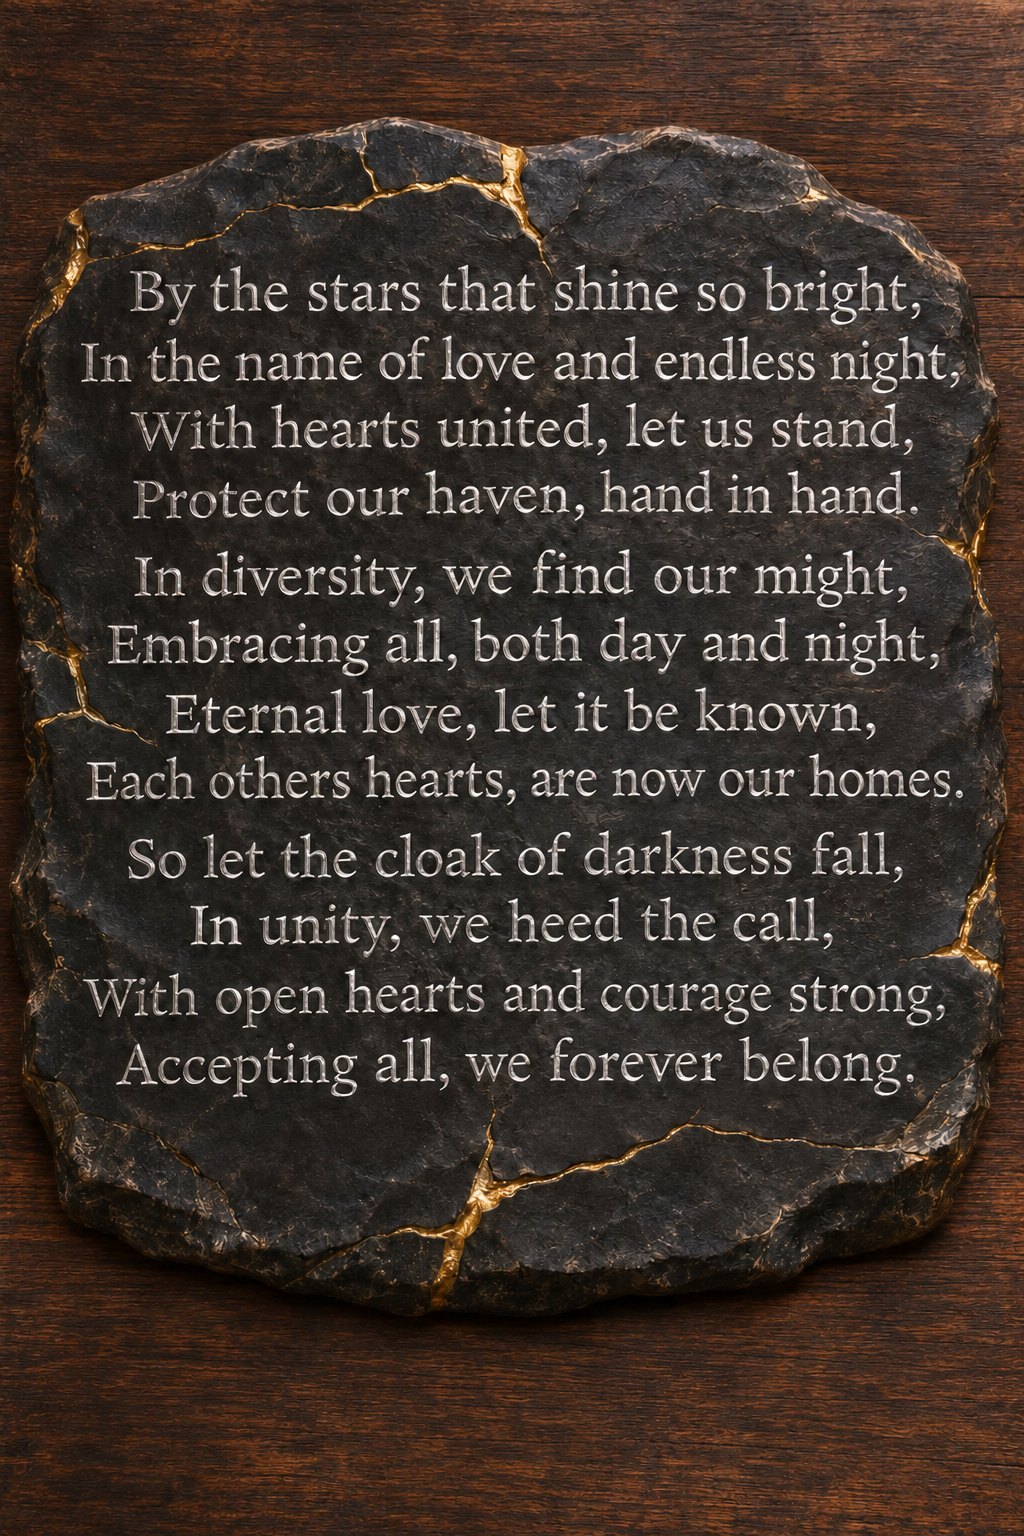 By the stars that shine so bright,
In the name of love and endless night,
With hearts united, let us stand,
Protect our haven, hand in hand.
In diversity, we find our might,
Embracing all, both day and night,
Eternal love, let it be known,
Each others hearts, are now our homes.
So let the cloak of darkness fall,
In unity, we heed the call,
With open hearts and courage strong,
Accepting all, we forever belong.